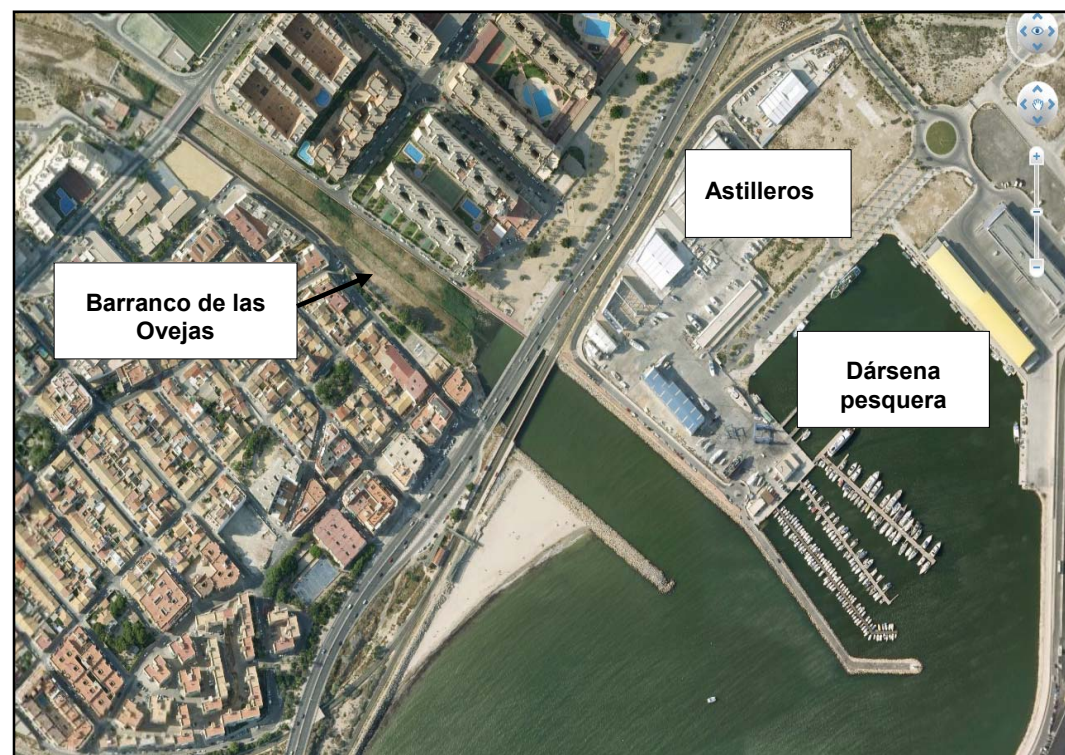 Astilleros
Barranco de las
Ovejas
Dársena
pesquera